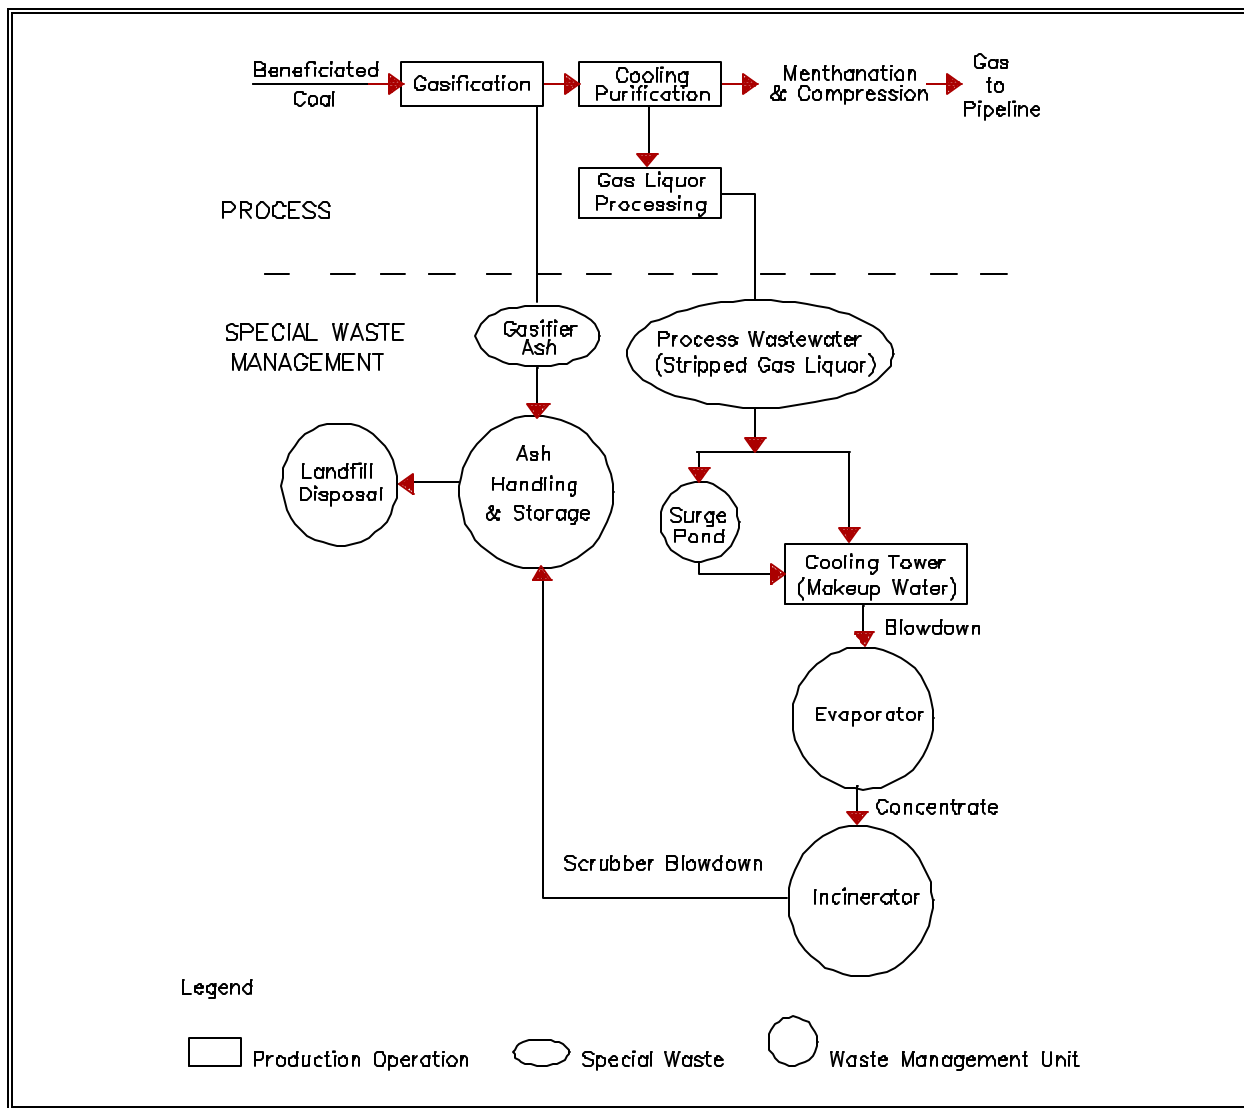 Beneficiated
Coal
Gasification
Cooling
Purification
Menthanation
& Compression
Gas
to
Pipeline
Gas Liquor
Processing
PROCESS
SPECIAL WASTE
MANAGEMENT
Gasifier
Ash
Process Wastewater
(Stripped Gas Liquor)
Landfill
Disposal
Ash
Handling
& Storage
Surge
Pond
Cooling Tower
(Makeup Water)
Blowdown
Evaporator
Concentrate
Scrubber Blowdown
Incinerator
Legend
Production Operation
Special Waste
Waste Management Unit